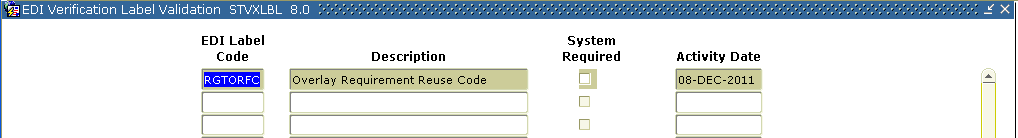 EDI Verification Label Validation STVXLBL 8.0
EDI Label Code Description System Required Activity Date
RGTORFC Overlay Requirement Reuse Code 08-DEC-2011